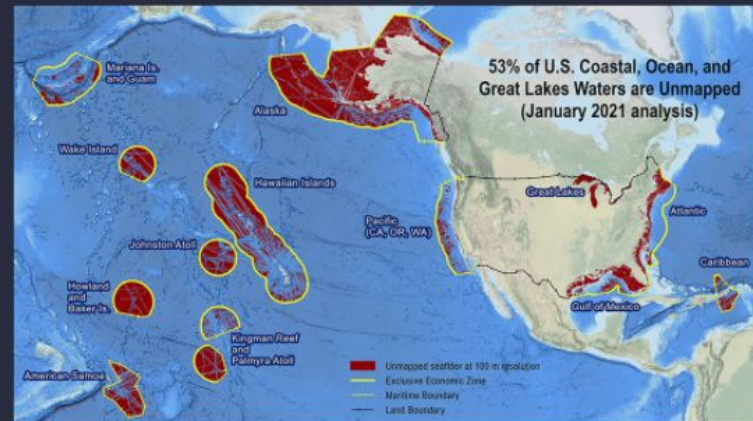 53% of U.S. Coastal, Ocean, and
Great Lakes Waters are Unmapped
(January 2021 analysis)
Mariana Is.
and Guam
Alaska
Wake Island
Hawaiian Islands
Great Lakes
Atlantic
Pacific
(CA, OR, WA)
Johnston Atoll
Caribbean
Howland
and
Baker Is.
Gulf of Mexico
Kingman Reef
and
Palmyra Atoll
American Samoa
Unmapped seafloor at 100 m resolution
Exclusive Economic Zone
Maritime Boundary
Land Boundary